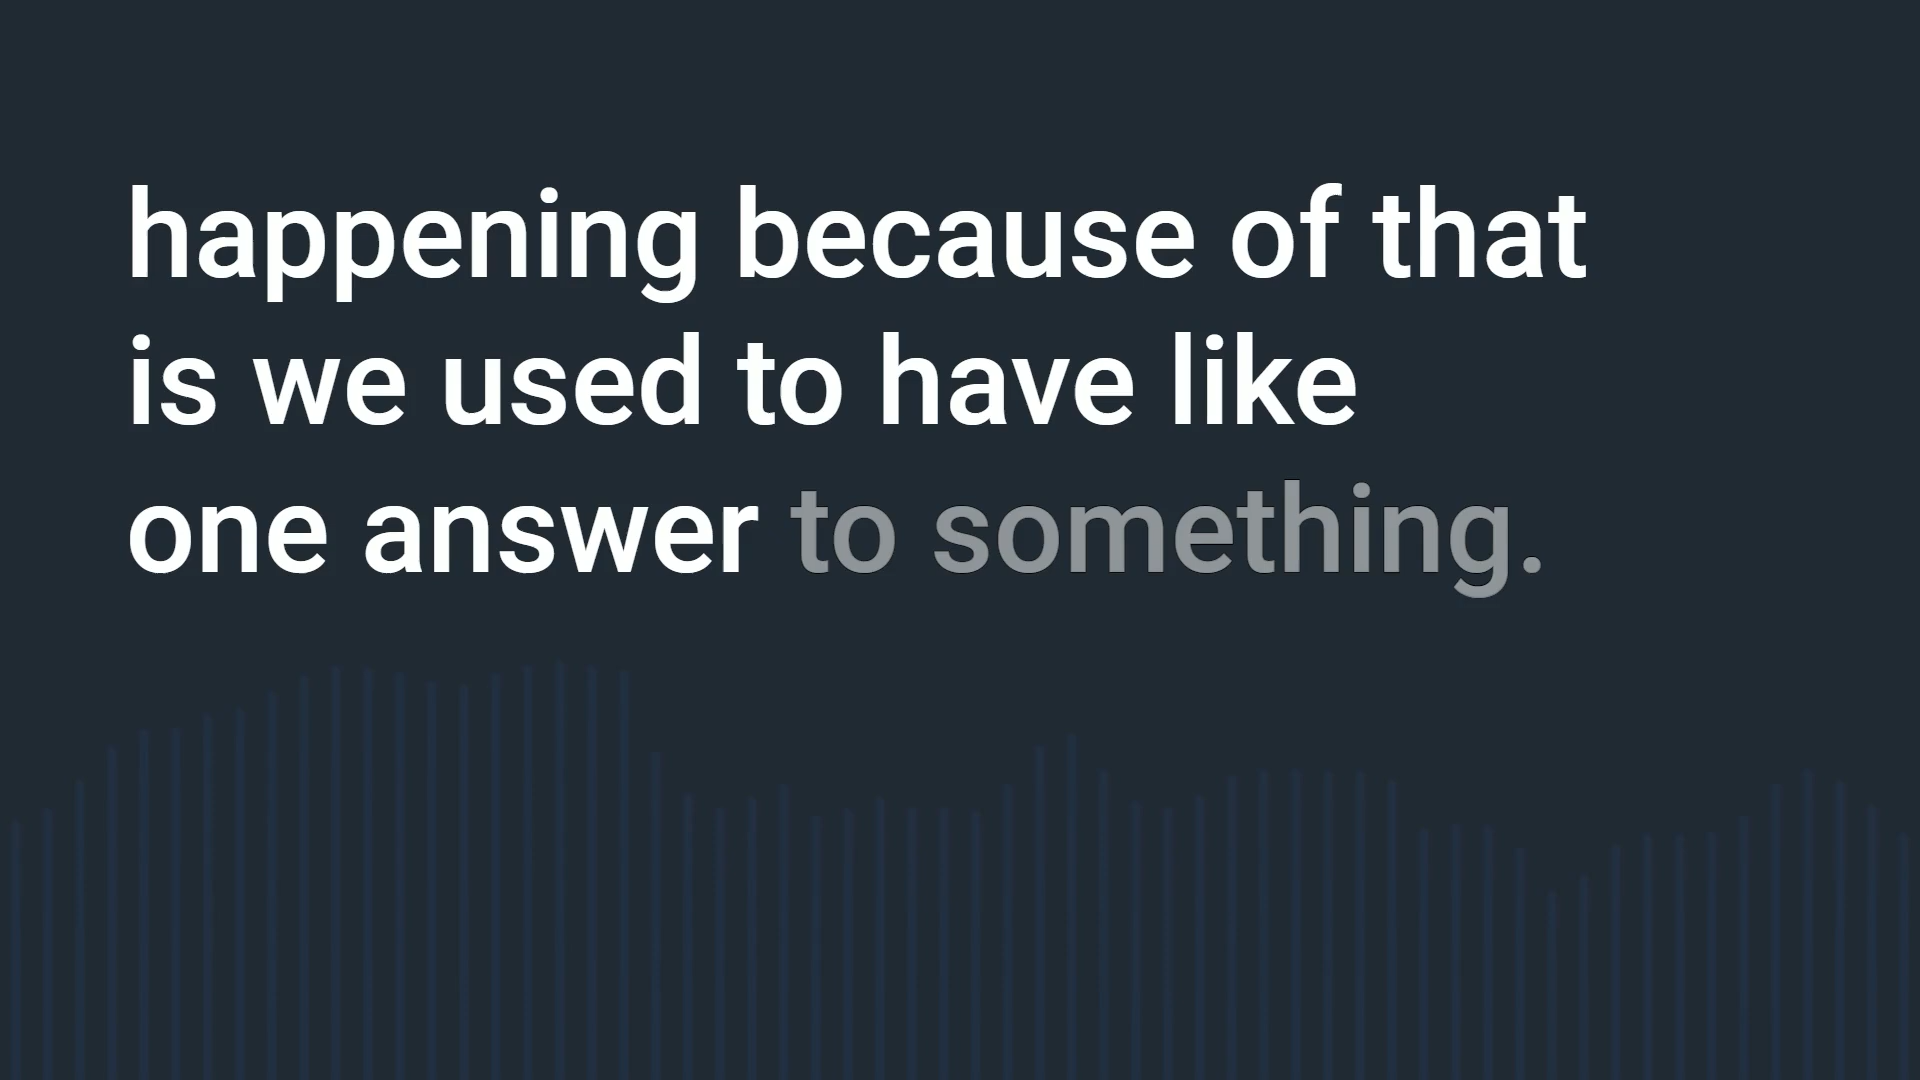 happening because of that
is we used to have like
one answer to something.